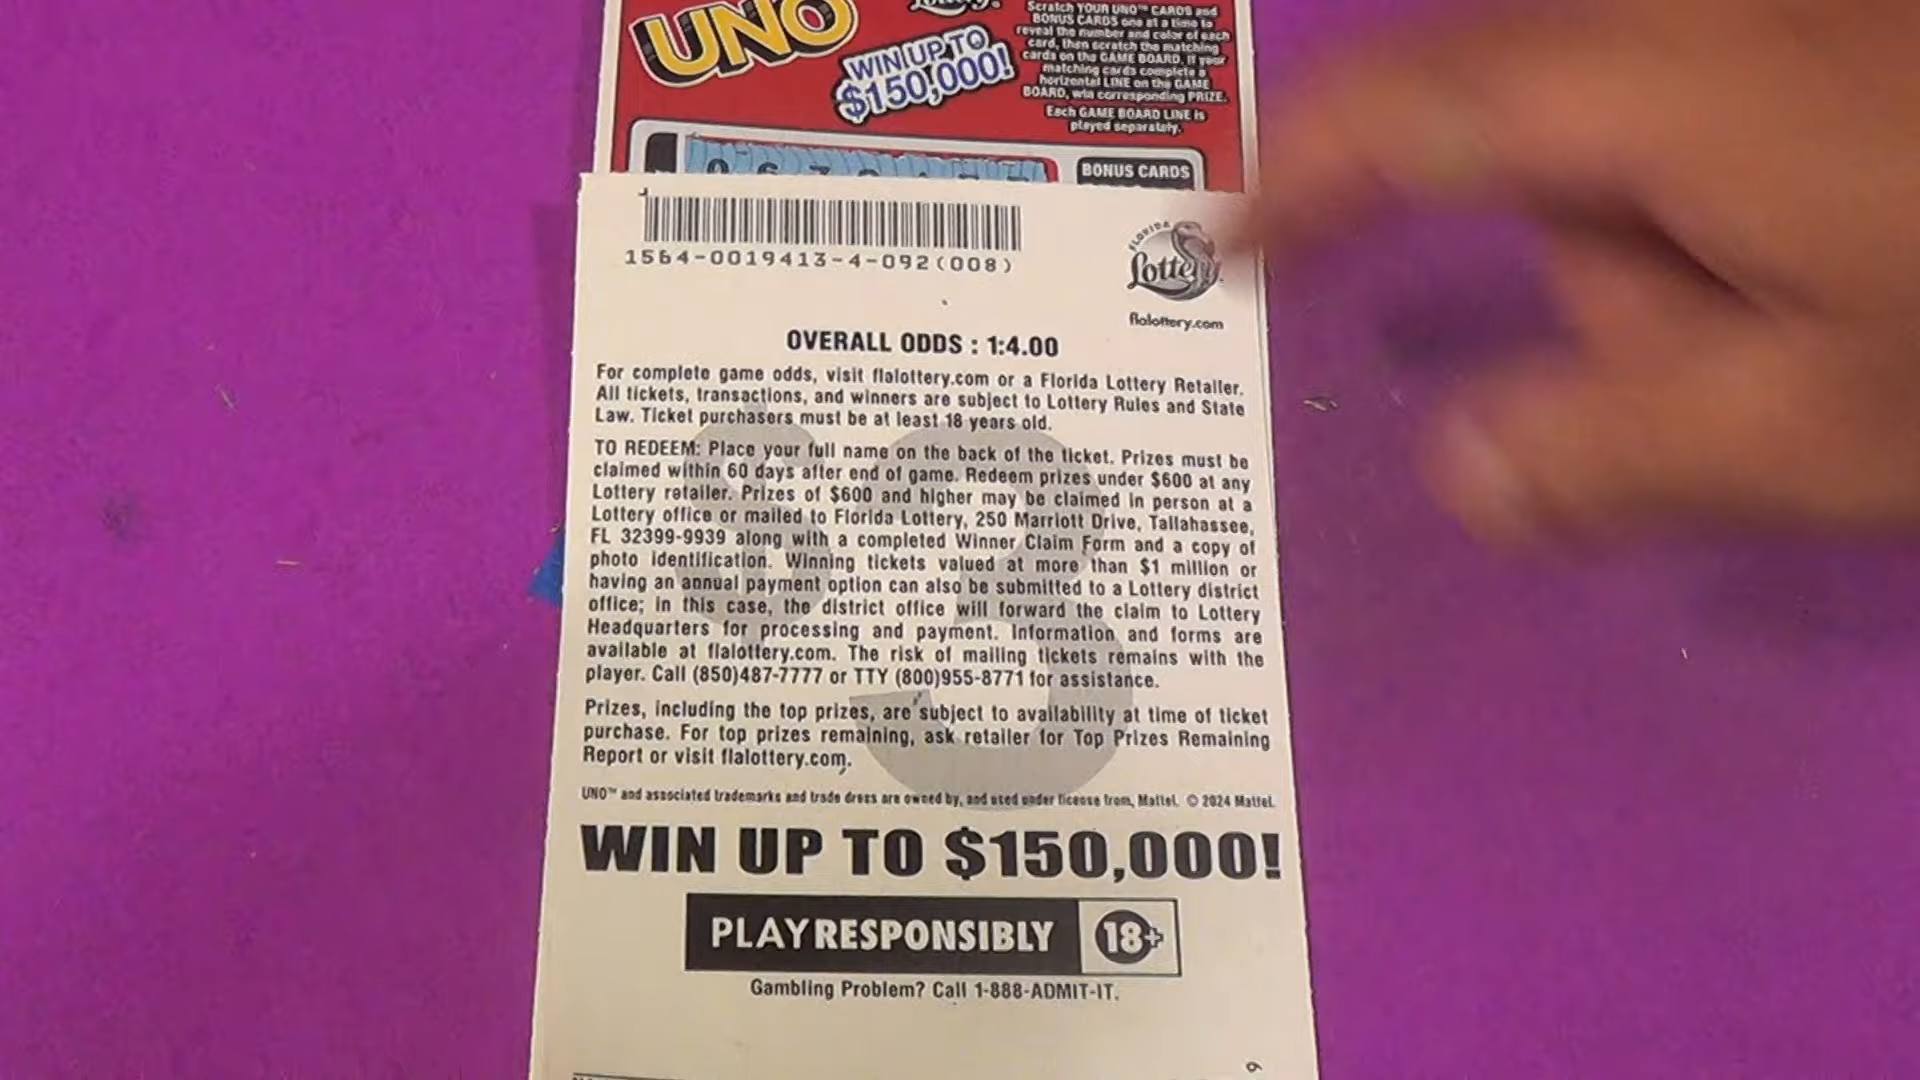 UNO
WIN UP TO
$150,000!
Scratch YOUR UNO™ CARDS and
BONUS CARDS one at a time to
reveal the number and color of each
card, then scratch the matching
cards on the GAME BOARD. If your
matching cards complete a
horizontal LINE on the GAME
BOARD, win corresponding PRIZE.
Each GAME BOARD LINE is
played separately.
BONUS CARDS
1564-0019413-4-092(008)
FLORIDA
Lottery
flalottery.com
OVERALL ODDS : 1:4.00
For complete game odds, visit flalottery.com or a Florida Lottery Retailer.
All tickets, transactions, and winners are subject to Lottery Rules and State
Law. Ticket purchasers must be at least 18 years old.
TO REDEEM: Place your full name on the back of the ticket. Prizes must be
claimed within 60 days after end of game. Redeem prizes under $600 at any
Lottery retailer. Prizes of $600 and higher may be claimed in person at a
Lottery office or mailed to Florida Lottery, 250 Marriott Drive, Tallahassee,
FL 32399-9939 along with a completed Winner Claim Form and a copy of
photo identification. Winning tickets valued at more than $1 million or
having an annual payment option can also be submitted to a Lottery district
office; in this case, the district office will forward the claim to Lottery
Headquarters for processing and payment. Information and forms are
available at flalottery.com. The risk of mailing tickets remains with the
player. Call (850)487-7777 or TTY (800)955-8771 for assistance.
Prizes, including the top prizes, are subject to availability at time of ticket
purchase. For top prizes remaining, ask retailer for Top Prizes Remaining
Report or visit flalottery.com.
UNO™ and associated trademarks and trade dress are owned by, and used under license from, Mattel. © 2024 Mattel.
WIN UP TO $150,000!
PLAYRESPONSIBLY 18+
Gambling Problem? Call 1-888-ADMIT-IT.